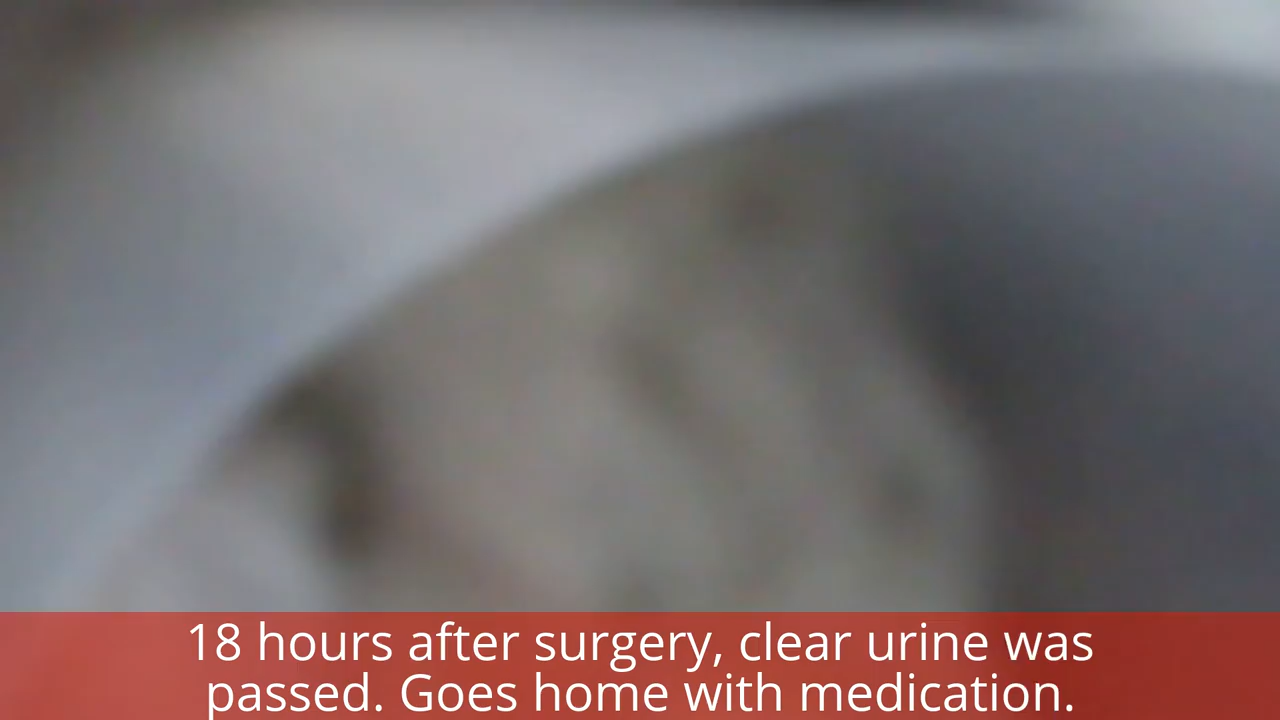 18 hours after surgery, clear urine was
passed. Goes home with medication.